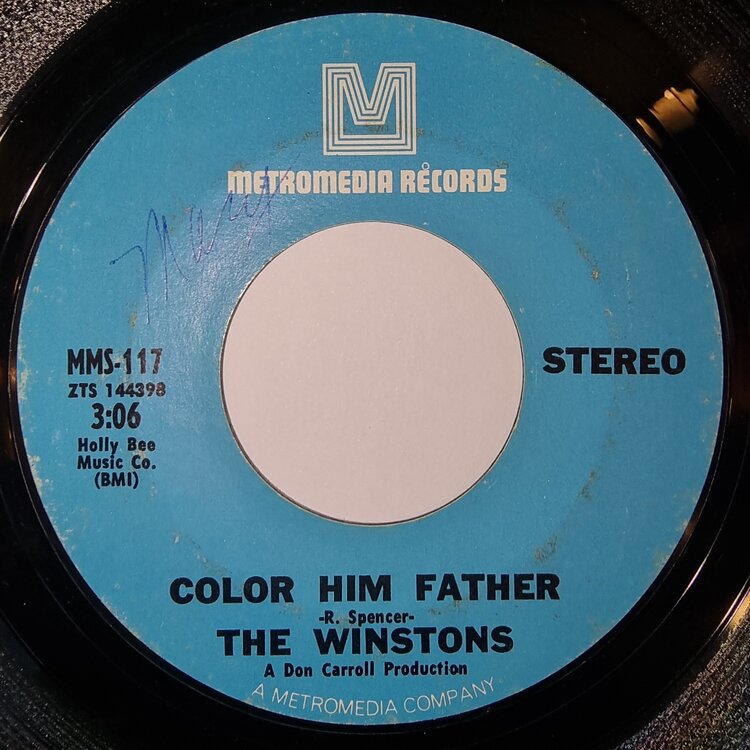 M
METROMEDIA RECORDS
Mary
MMS-117
ZTS 144398
3:06
Holly Bee
Music Co.
(BMI)
STEREO
COLOR HIM FATHER
-R. Spencer-
THE WINSTONS
A Don Carroll Production
A METROMEDIA COMPANY